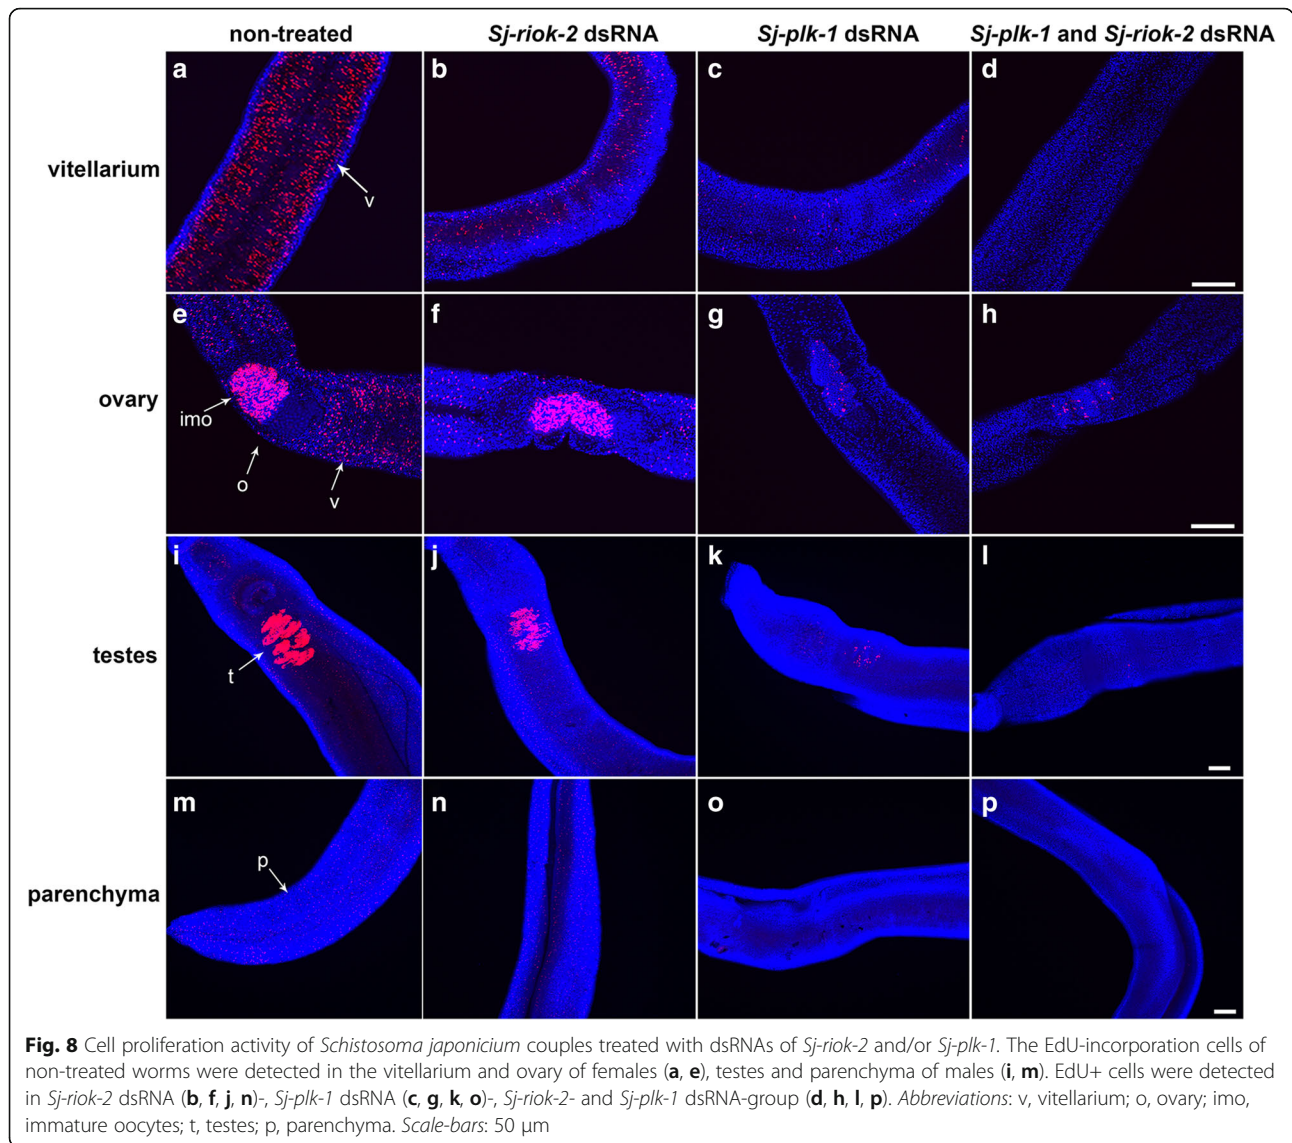 non-treated Sj-riok-2 dsRNA Sj-plk-1 dsRNA Sj-plk-1 and Sj-riok-2 dsRNA
a b c d
vitellarium
v
e f g h
ovary
imo
o v
i j k l
testes
t
m n o p
p
parenchyma
Fig. 8 Cell proliferation activity of Schistosoma japonicium couples treated with dsRNAs of Sj-riok-2 and/or Sj-plk-1. The EdU-incorporation cells of
non-treated worms were detected in the vitellarium and ovary of females (a, e), testes and parenchyma of males (i, m). EdU+ cells were detected
in Sj-riok-2 dsRNA (b, f, j, n)-, Sj-plk-1 dsRNA (c, g, k, o)-, Sj-riok-2- and Sj-plk-1 dsRNA-group (d, h, l, p). Abbreviations: v, vitellarium; o, ovary; imo,
immature oocytes; t, testes; p, parenchyma. Scale-bars: 50 μm